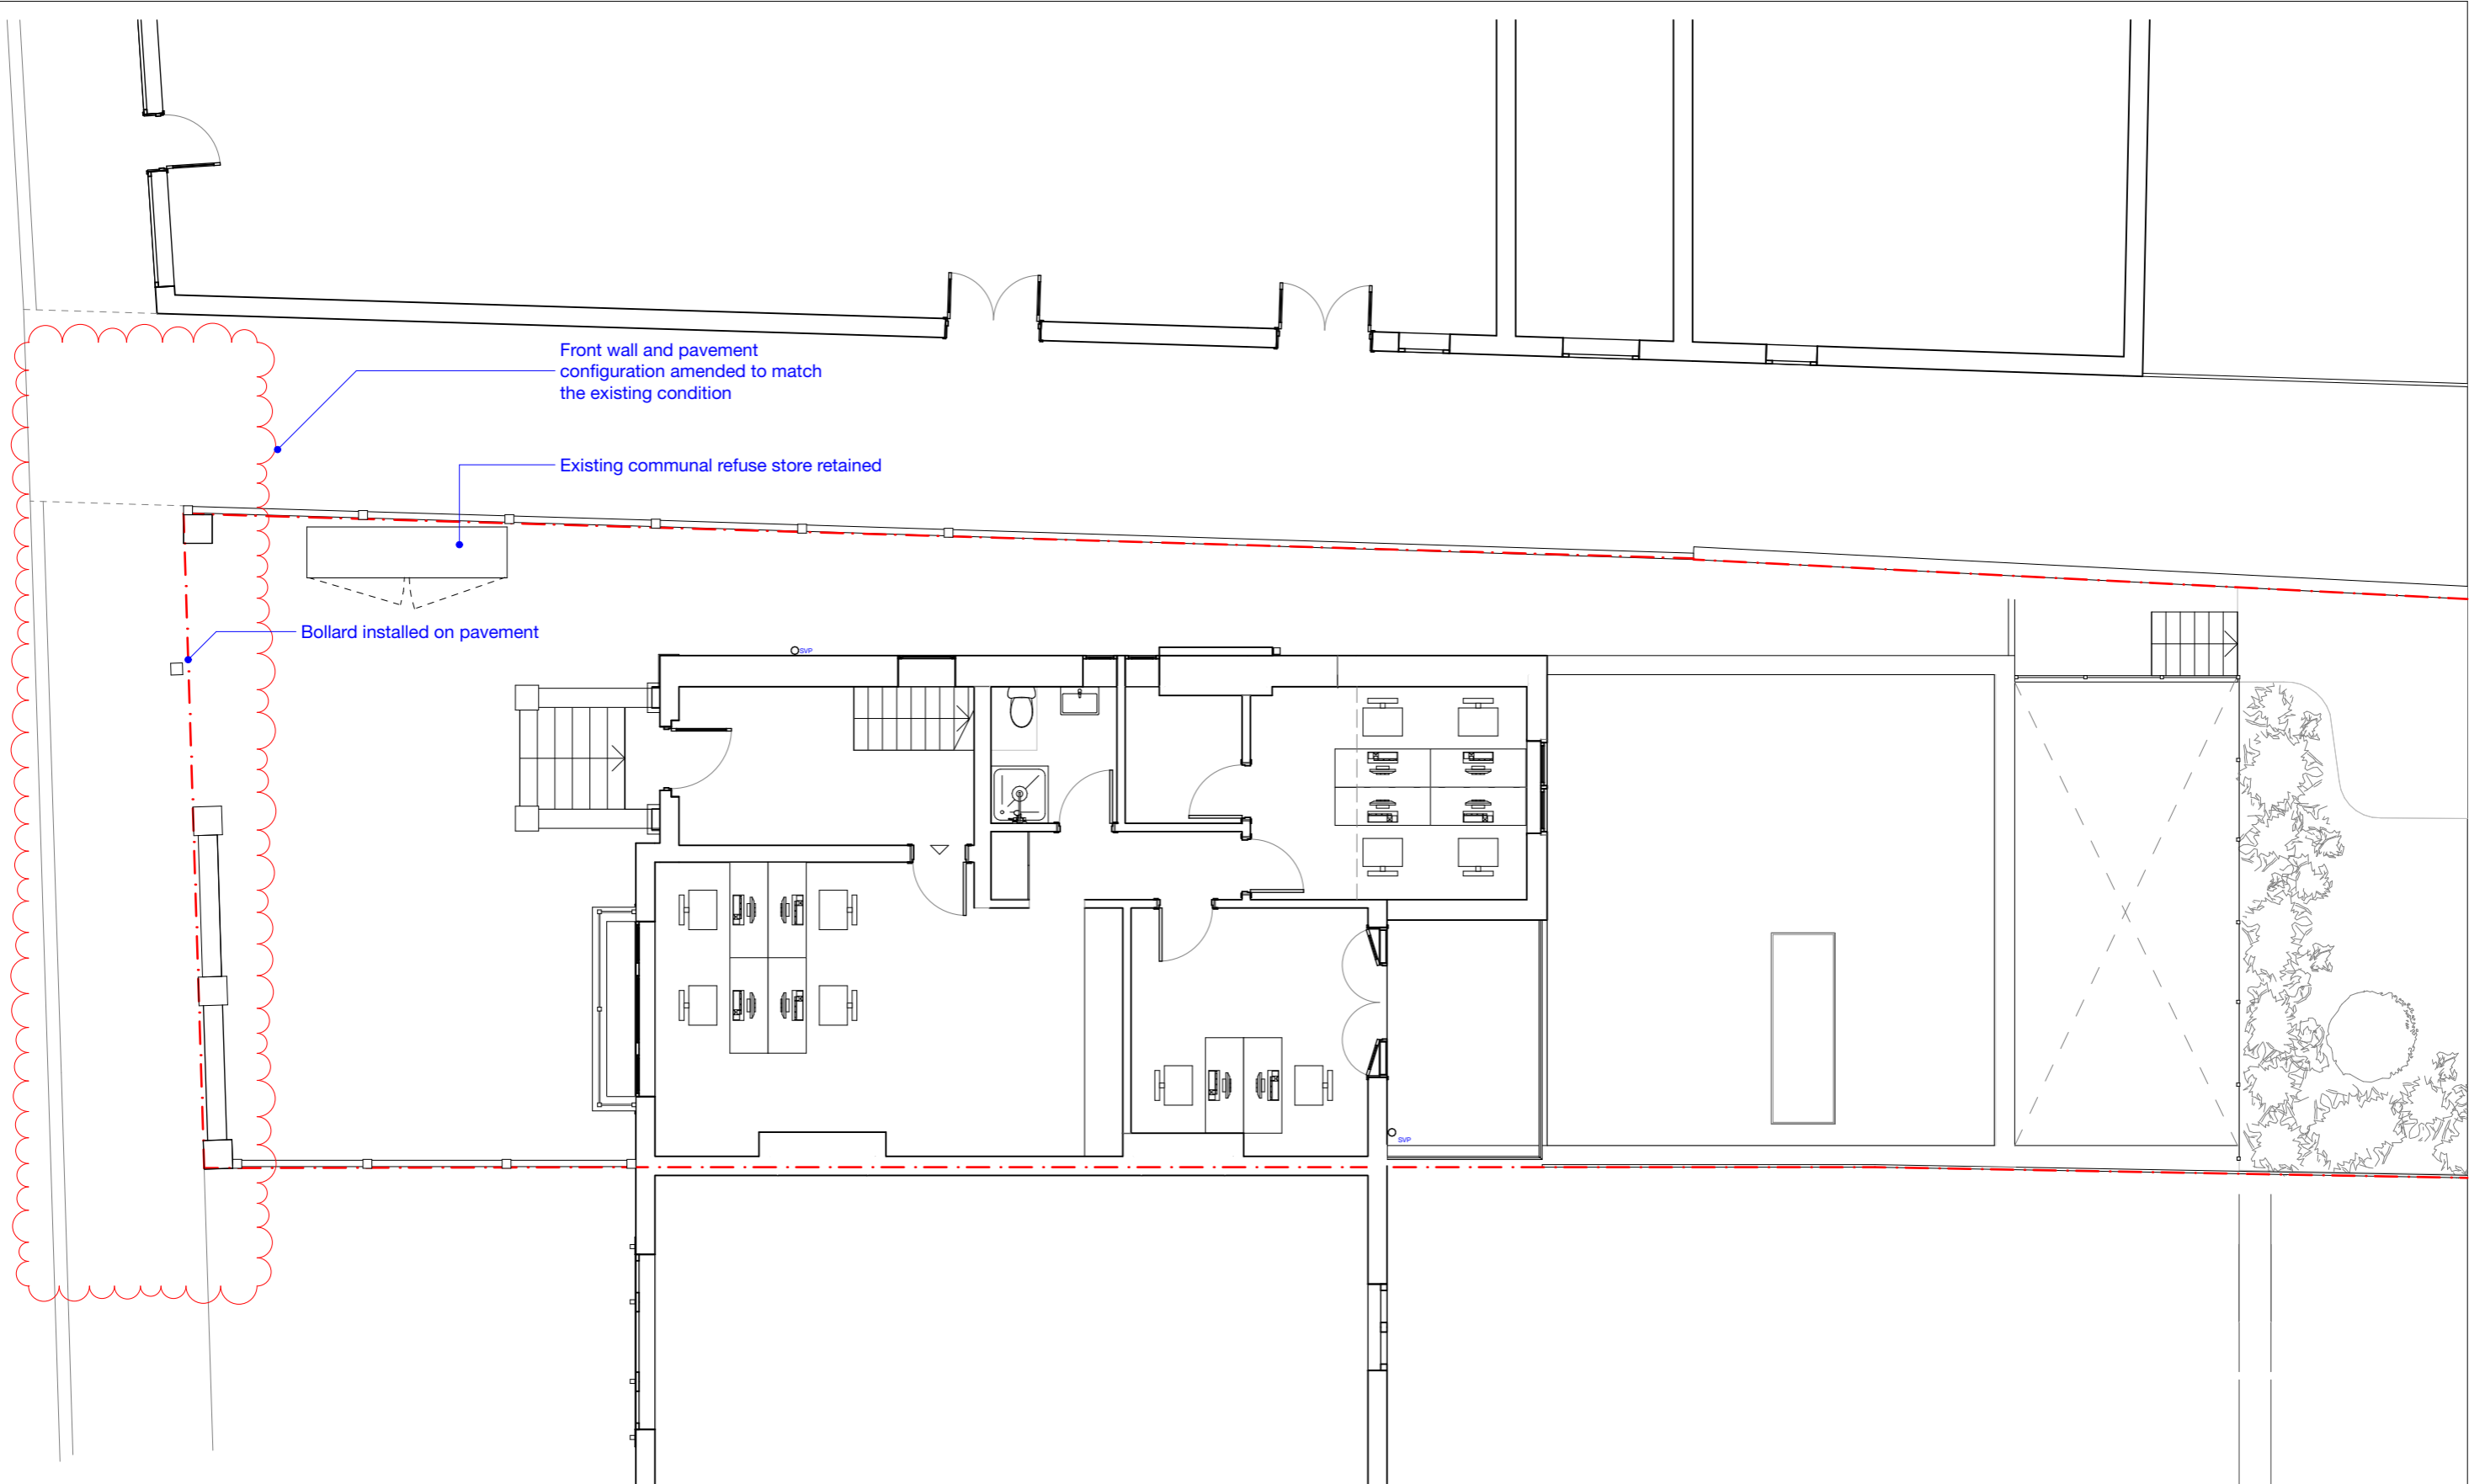 Front wall and pavement
configuration amended to match
the existing condition
Existing communal refuse store retained
Bollard installed on pavement
SVP
SVP